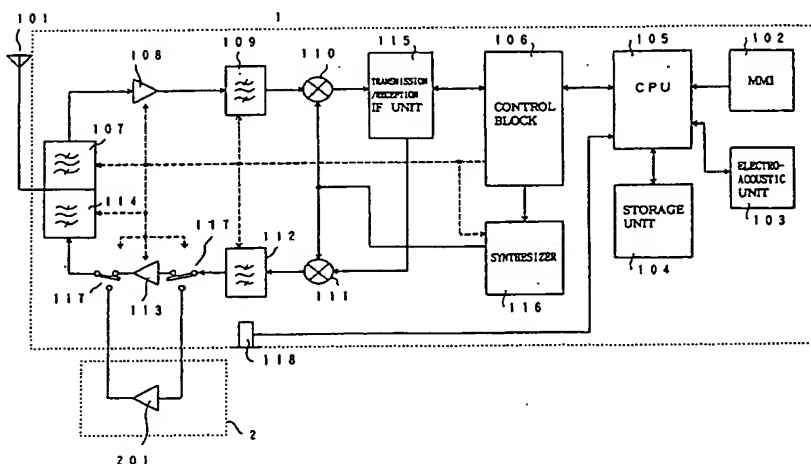 1
101
108
109
110
115
106
105
102
TRANSMISSION
/RECEPTION
IF UNIT
CONTROL
BLOCK
CPU
MMI
107
114
ELECTRO-
ACOUSTIC
UNIT
103
STORAGE
UNIT
104
117
112
SYNTHESIZER
116
117
113
111
118
2
201